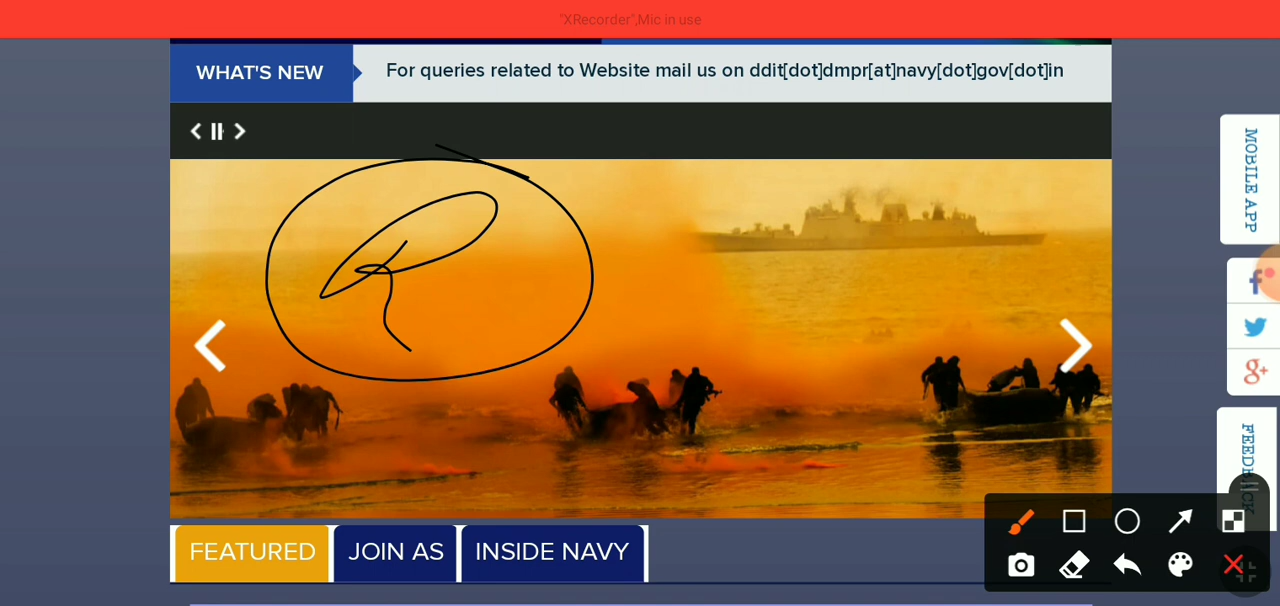 "XRecorder",Mic in use
WHAT'S NEW
For queries related to Website mail us on ddit[dot]dmpr[at]navy[dot]gov[dot]in
MOBILE APP
R
FEATURED
JOIN AS
INSIDE NAVY